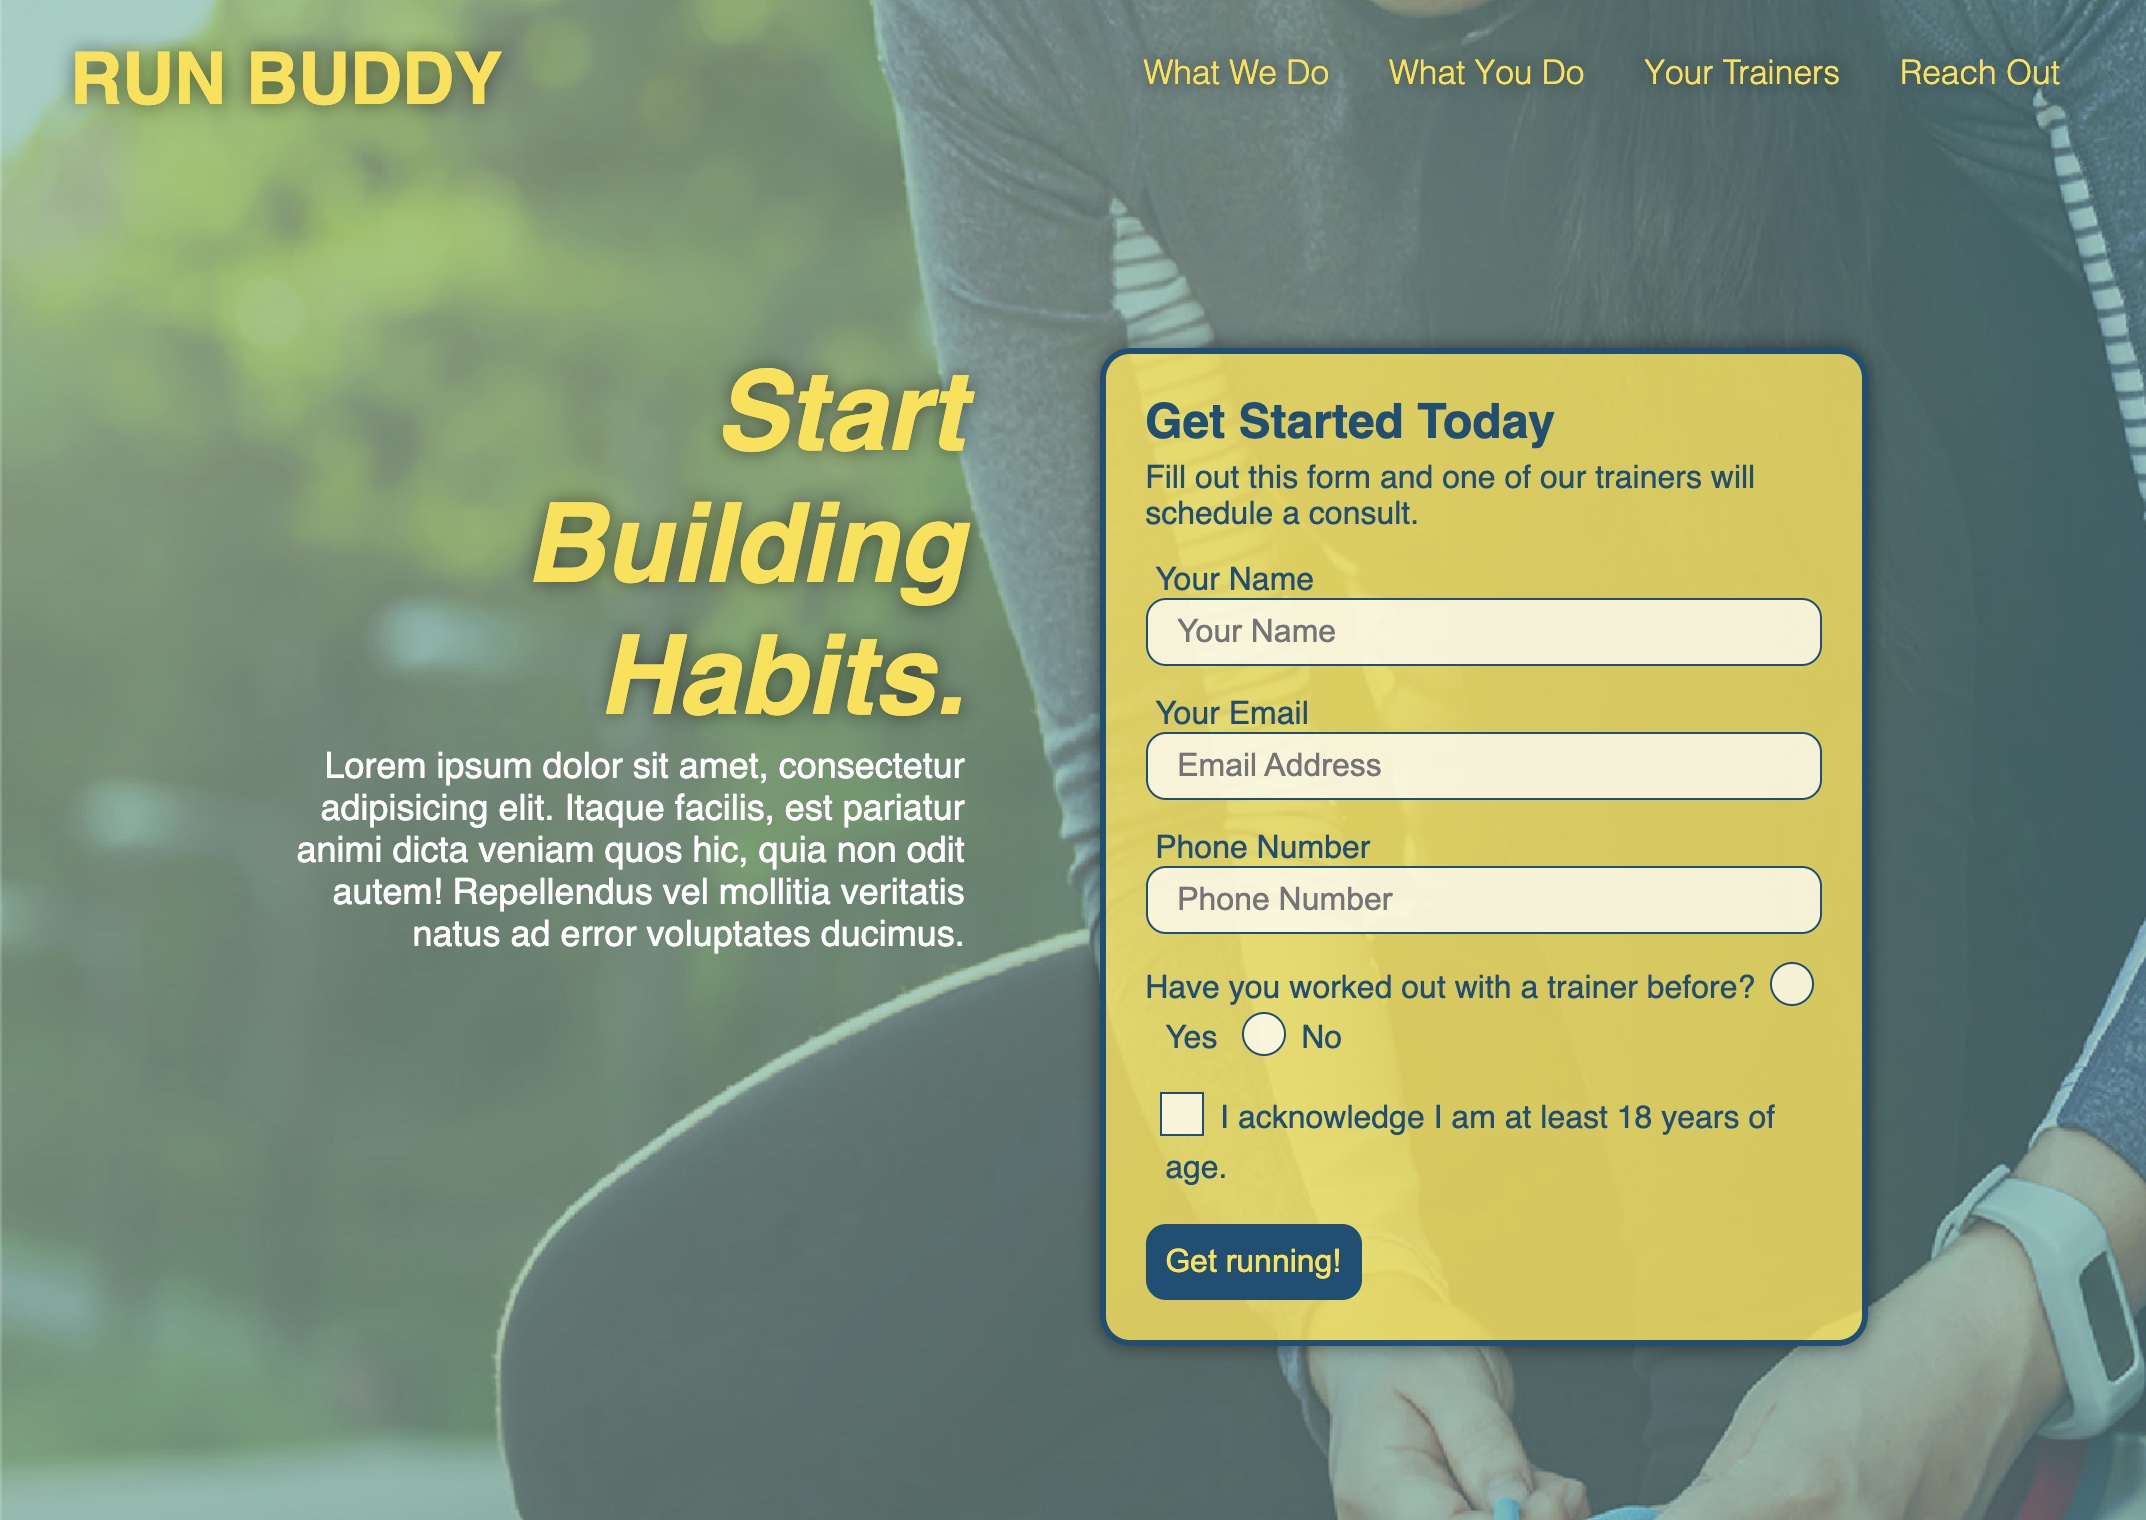 RUN BUDDY
What We Do
What You Do
Your Trainers
Reach Out
Start
Building
Habits.
Lorem ipsum dolor sit amet, consectetur
adipisicing elit. Itaque facilis, est pariatur
animi dicta veniam quos hic, quia non odit
autem! Repellendus vel mollitia veritatis
natus ad error voluptates ducimus.
Get Started Today
Fill out this form and one of our trainers will
schedule a consult.
Your Name
Your Name
Your Email
Email Address
Phone Number
Phone Number
Have you worked out with a trainer before?
Yes No
I acknowledge I am at least 18 years of
age.
Get running!